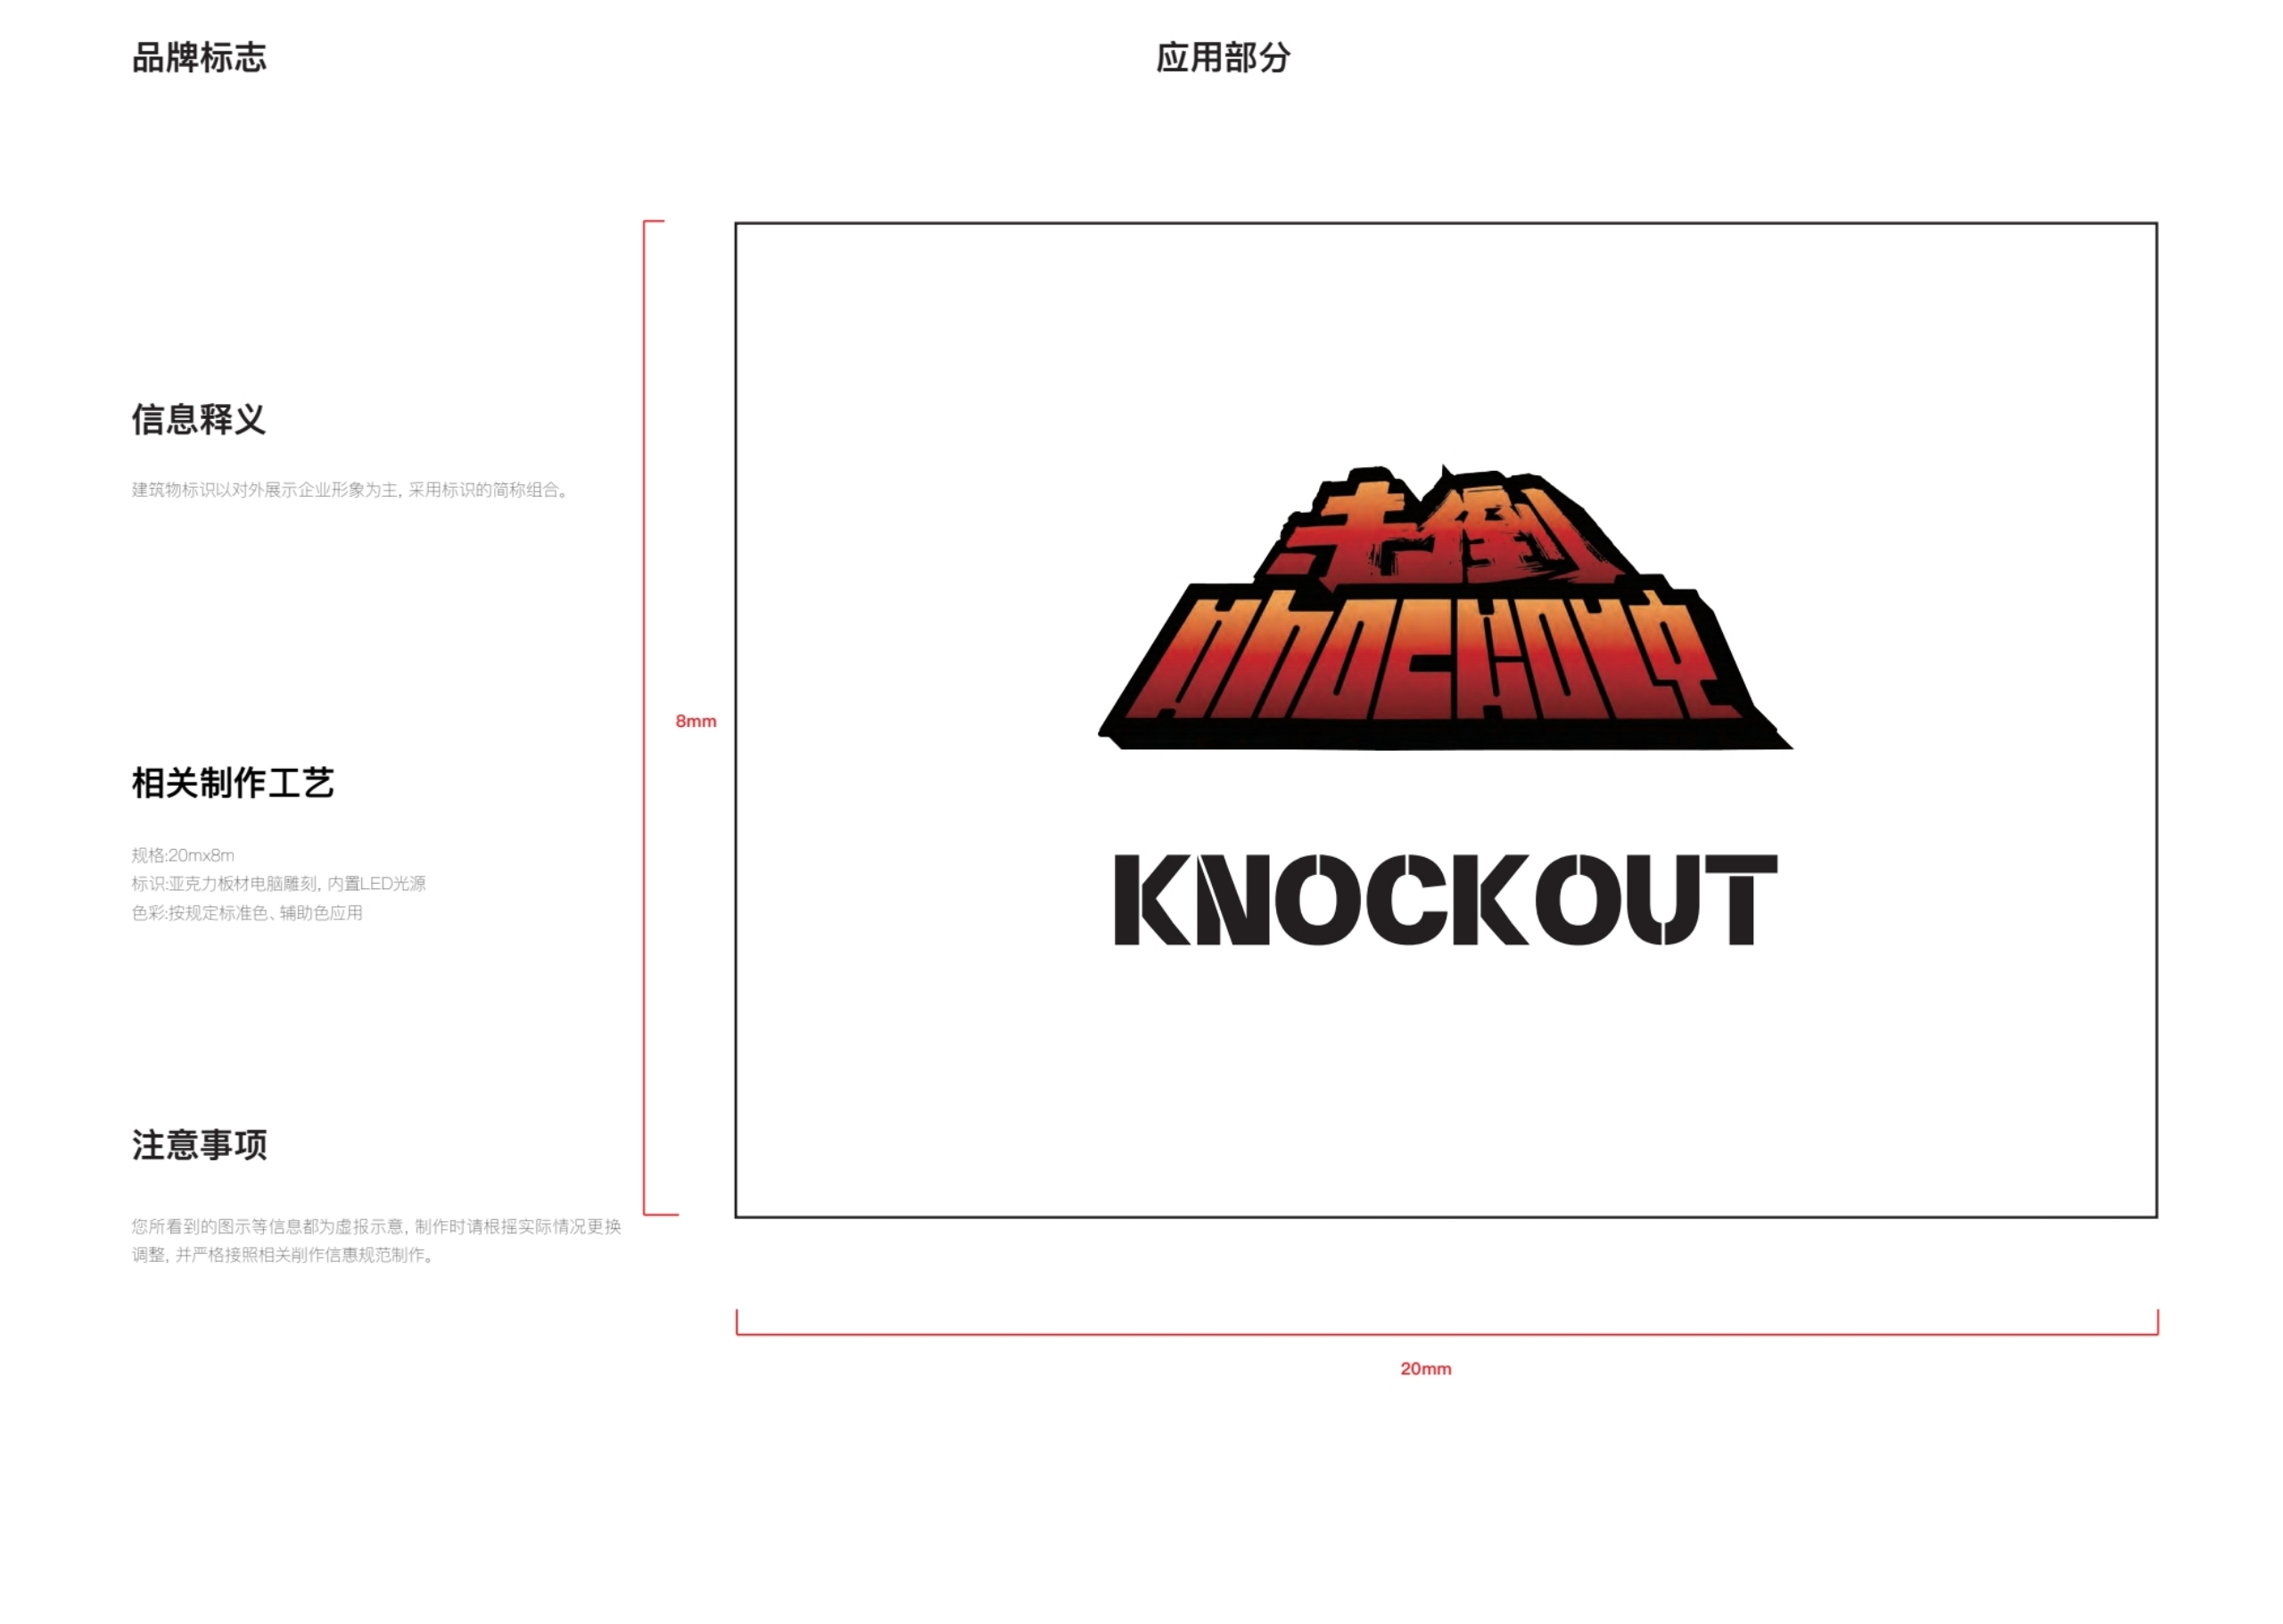 品牌标志
应用部分
信息释义
建筑物标识以对外展示企业形象为主, 采用标识的简称组合。
相关制作工艺
规格:20mx8m
标识:亚克力板材电脑雕刻, 内置LED光源
色彩:按规定标准色、辅助色应用
注意事项
您所看到的图示等信息都为虚报示意, 制作时请根摇实际情况更换
调整, 并严格接照相关削作信惠规范制作。
8mm
击倒
knockout
KNOCKOUT
20mm